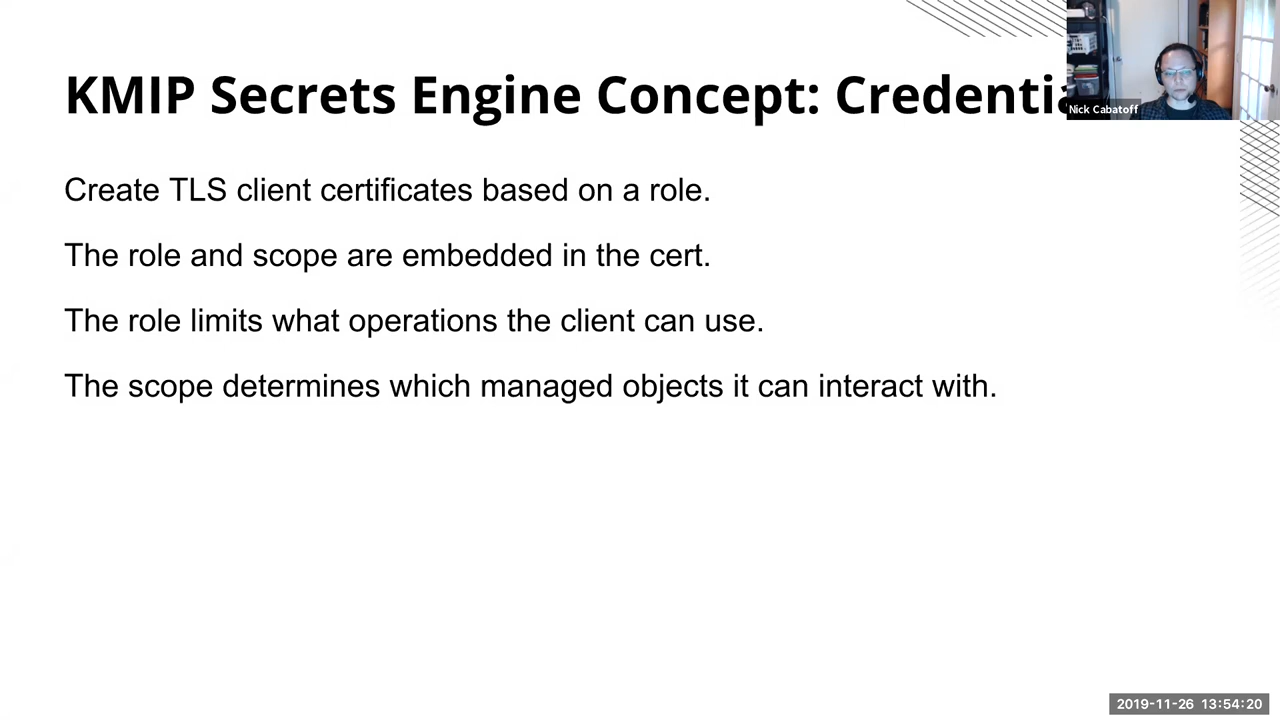 KMIP Secrets Engine Concept:
Nick Cabatoff
Create TLS client certificates based on a role.
The role and scope are embedded in the cert.
The role limits what operations the client can use.
The scope determines which managed objects it can interact with.
2019-11-26 13:54:20